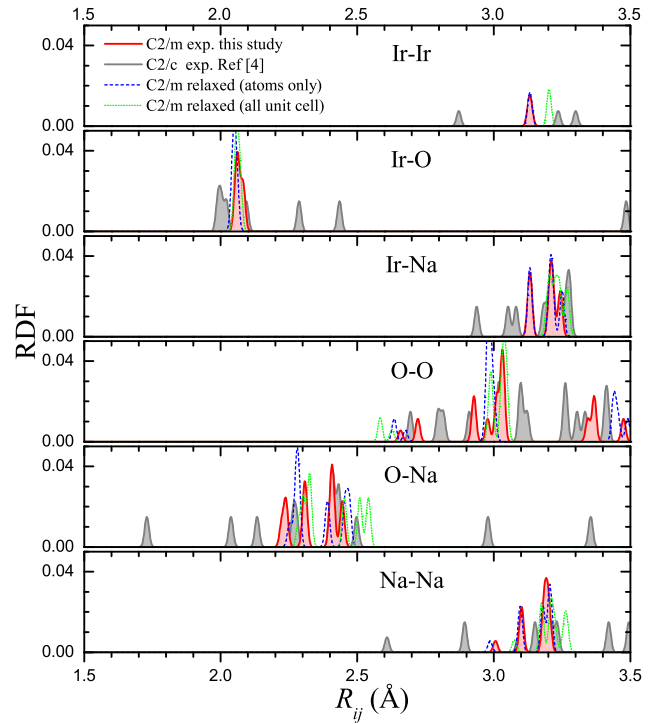 1.5 2.0 2.5 3.0 3.5
0.04
0.00
C2/m exp. this study
C2/c exp. Ref [4]
C2/m relaxed (atoms only)
C2/m relaxed (all unit cell)
Ir-Ir
0.04
0.00
Ir-O
0.04
0.00
Ir-Na
RDF
0.04
0.00
O-O
0.04
0.00
O-Na
0.04
0.00
Na-Na
1.5 2.0 2.5 3.0 3.5
R_ij (Å)